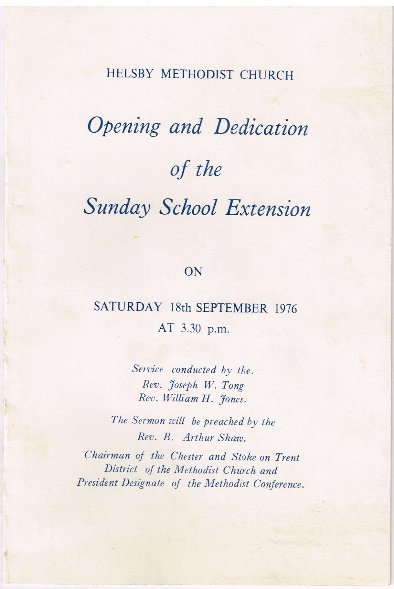 HELSBY METHODIST CHURCH
Opening and Dedication
of the
Sunday School Extension
ON
SATURDAY 18th SEPTEMBER 1976
AT 3.30 p.m.
Service conducted by the.
Rev. Joseph W. Tong
Rev. William H. Jones.
The Sermon will be preached by the
Rev. B. Arthur Shaw.
Chairman of the Chester and Stoke on Trent
District of the Methodist Church and
President Designate of the Methodist Conference.